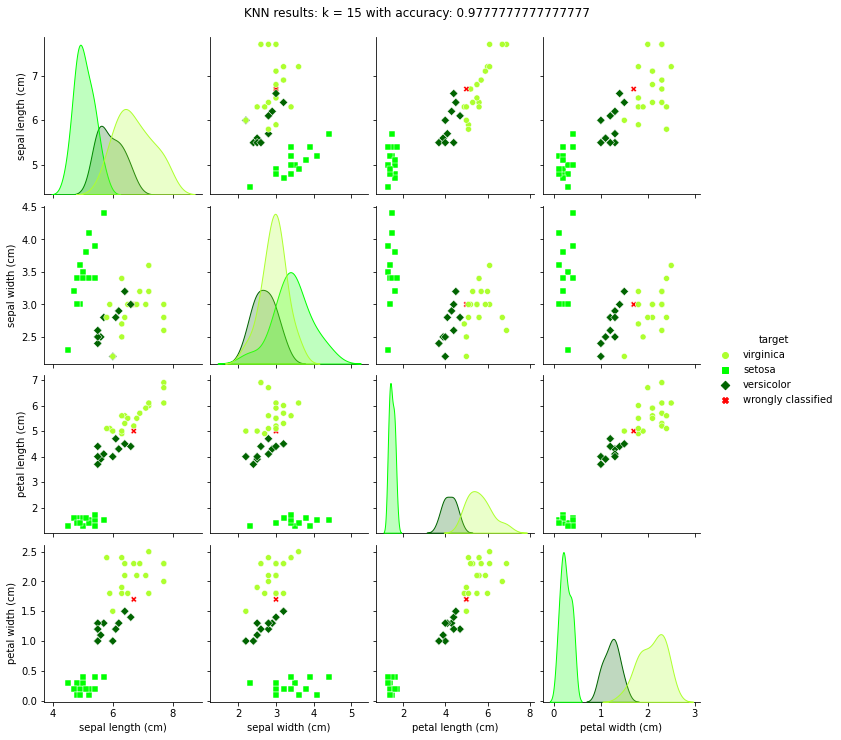 KNN results: k = 15 with accuracy: 0.9777777777777777
sepal length (cm)
7
6
5
sepal width (cm)
4.5
4.0
3.5
3.0
2.5
target
virginica
setosa
versicolor
wrongly classified
petal length (cm)
7
6
5
4
3
2
petal width (cm)
2.5
2.0
1.5
1.0
0.5
0.0
4 6 8
2 3 4 5
2 4 6 8
0 1 2 3
sepal length (cm)
sepal width (cm)
petal length (cm)
petal width (cm)